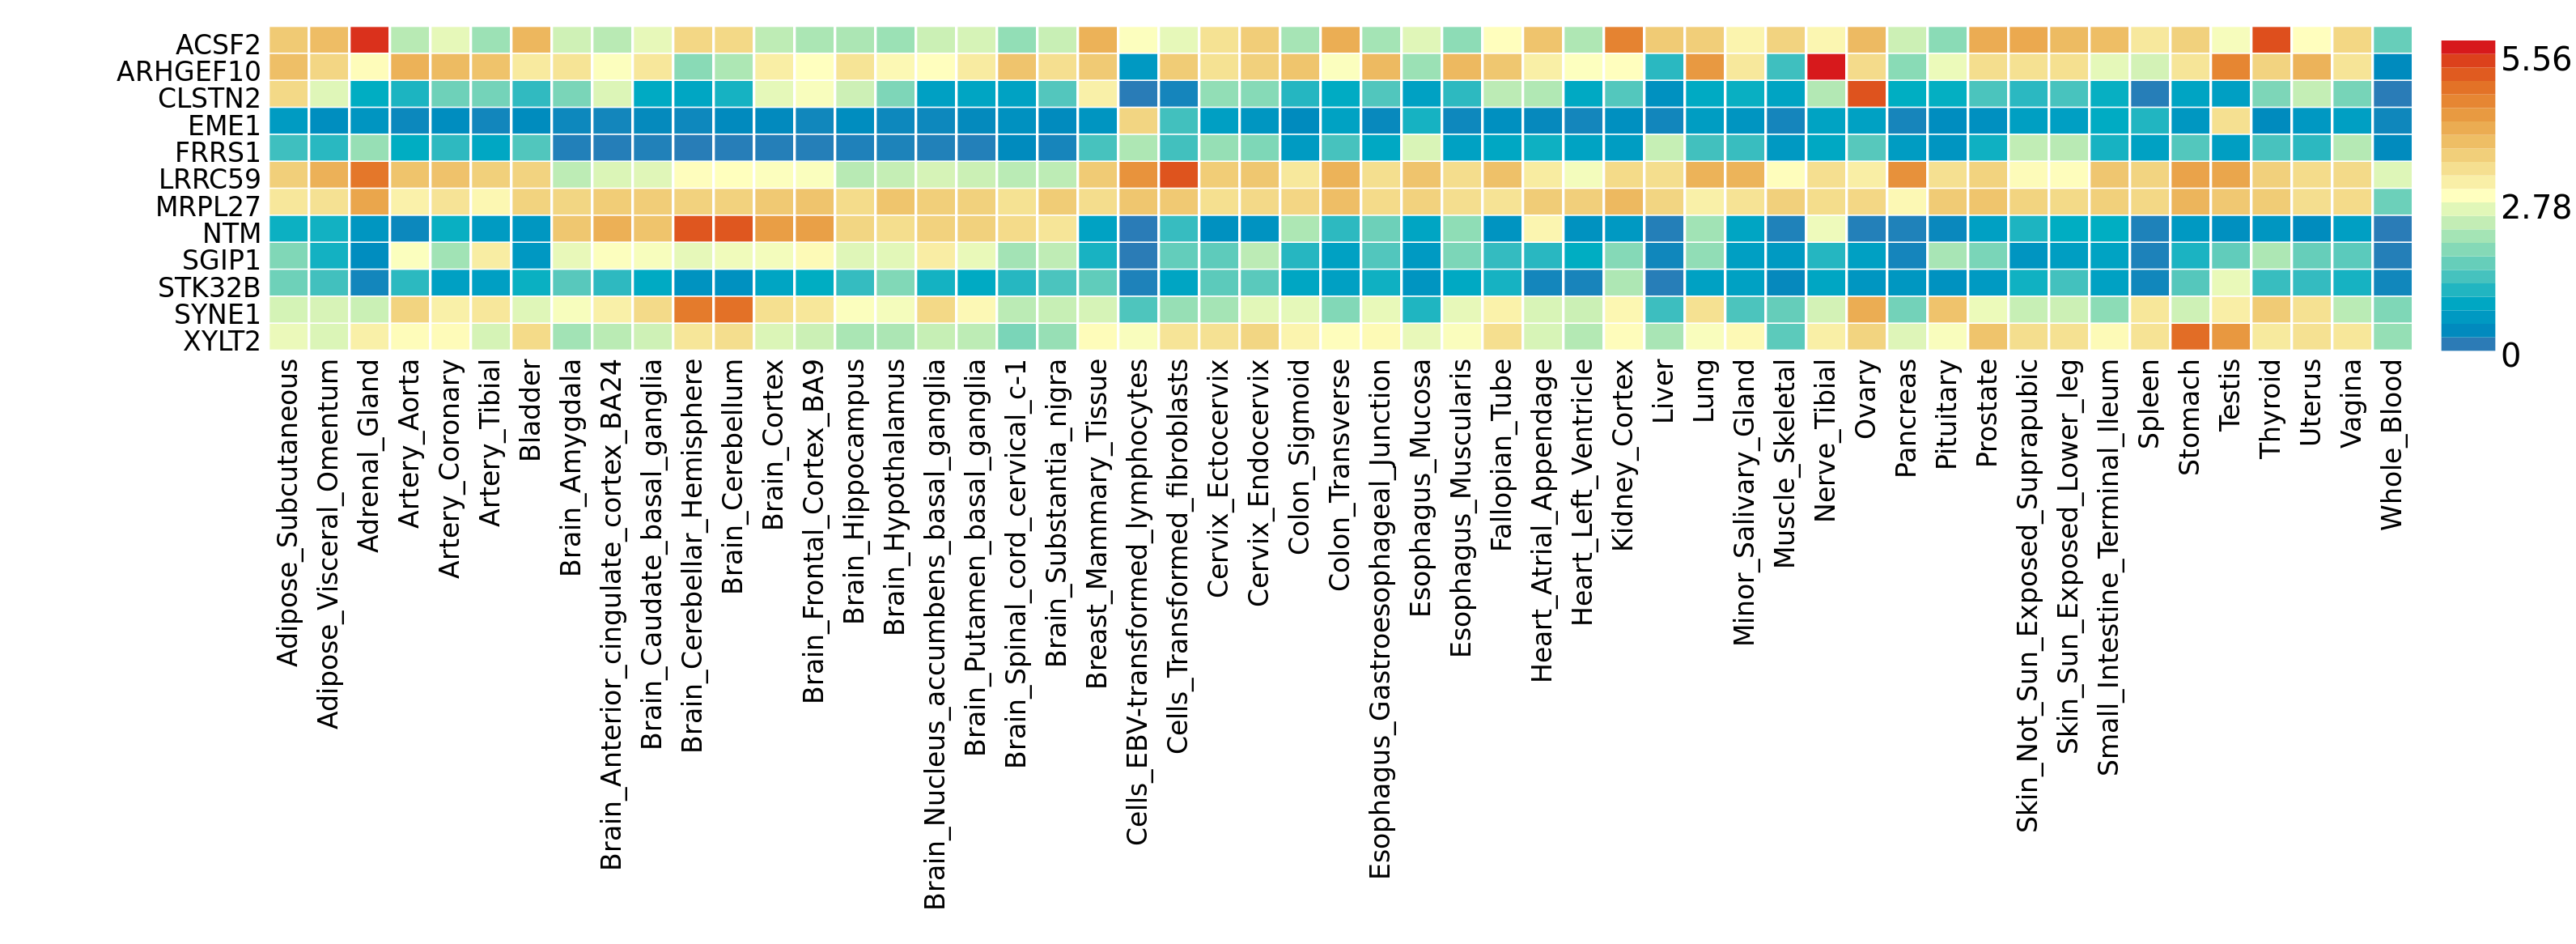 ACSF2
ARHGEF10
CLSTN2
EME1
FRRS1
LRRC59
MRPL27
NTM
SGIP1
STK32B
SYNE1
XYLT2
5.56
2.78
0
Adipose_Subcutaneous
Adipose_Visceral_Omentum
Adrenal_Gland
Artery_Aorta
Artery_Coronary
Artery_Tibial
Bladder
Brain_Amygdala
Brain_Anterior_cingulate_cortex_BA24
Brain_Caudate_basal_ganglia
Brain_Cerebellar_Hemisphere
Brain_Cerebellum
Brain_Cortex
Brain_Frontal_Cortex_BA9
Brain_Hippocampus
Brain_Hypothalamus
Brain_Nucleus_accumbens_basal_ganglia
Brain_Putamen_basal_ganglia
Brain_Spinal_cord_cervical_c-1
Brain_Substantia_nigra
Breast_Mammary_Tissue
Cells_EBV-transformed_lymphocytes
Cells_Transformed_fibroblasts
Cervix_Ectocervix
Cervix_Endocervix
Colon_Sigmoid
Colon_Transverse
Esophagus_Gastroesophageal_Junction
Esophagus_Mucosa
Esophagus_Muscularis
Fallopian_Tube
Heart_Atrial_Appendage
Heart_Left_Ventricle
Kidney_Cortex
Liver
Lung
Minor_Salivary_Gland
Muscle_Skeletal
Nerve_Tibial
Ovary
Pancreas
Pituitary
Prostate
Skin_Not_Sun_Exposed_Suprapubic
Skin_Sun_Exposed_Lower_leg
Small_Intestine_Terminal_Ileum
Spleen
Stomach
Testis
Thyroid
Uterus
Vagina
Whole_Blood